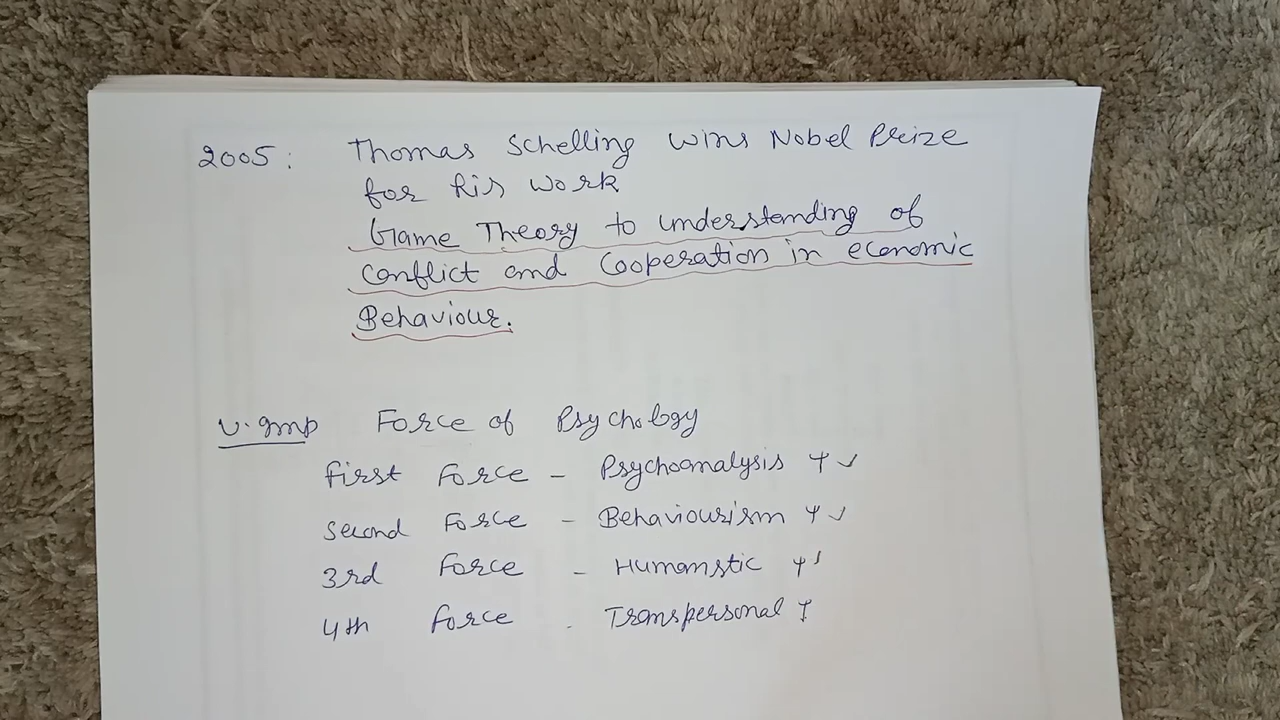 2005: Thomas Schelling wins Nobel Prize
for his work
Game Theory to understanding of
conflict and Cooperation in economic
Behaviour.
V. Imp Force of Psychology
first Force - Psychoanalysis ψ ✓
second Force - Behaviourism ψ ✓
3rd Force - Humanstic ψ
4th force - Transpersonal ψ